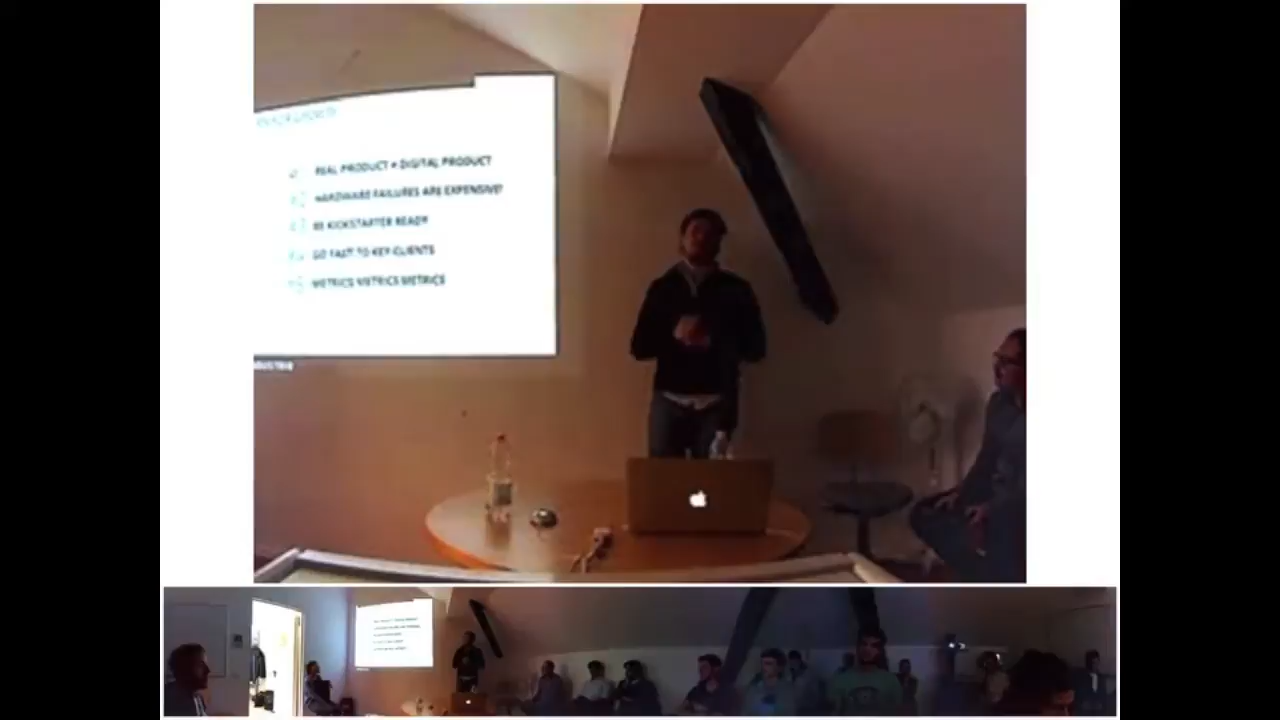 REAL PRODUCT ≠ DIGITAL PRODUCT
HARDWARE FAILURES ARE EXPENSIVE!
BE KICKSTARTER READY
GO FAST TO KEY CLIENTS
METRICS METRICS METRICS